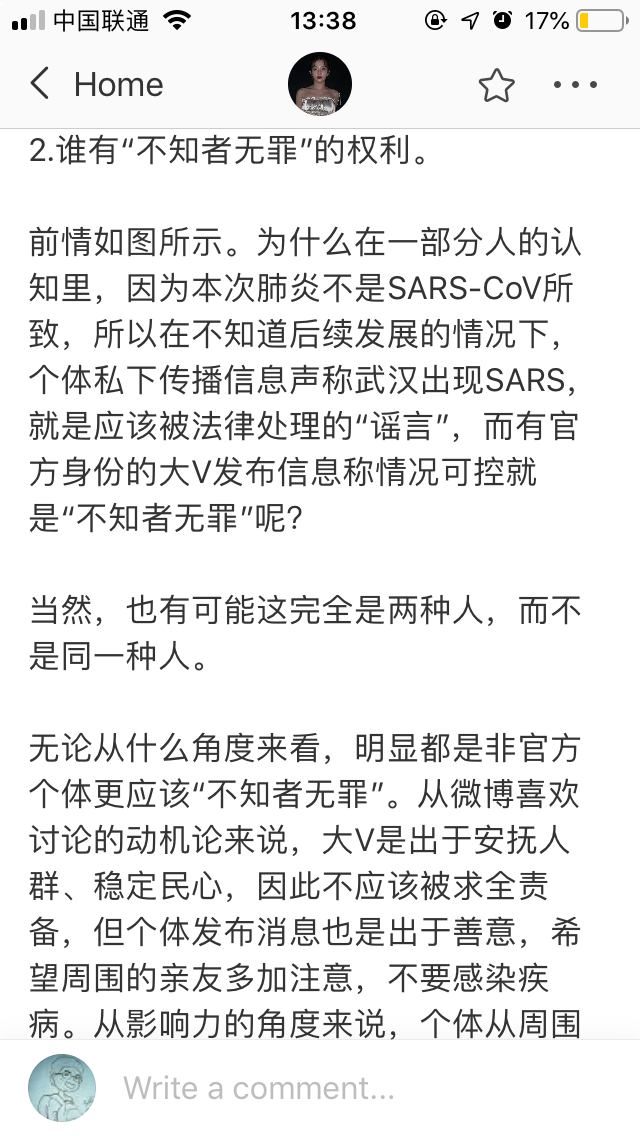 中国联通
13:38
17%
Home
2.谁有“不知者无罪”的权利。
前情如图所示。为什么在一部分人的认
知里，因为本次肺炎不是SARS-CoV所
致，所以在不知道后续发展的情况下，
个体私下传播信息声称武汉出现SARS，
就是应该被法律处理的“谣言”，而有官
方身份的大V发布信息称情况可控就
是“不知者无罪”呢？
当然，也有可能这完全是两种人，而不
是同一种人。
无论从什么角度来看，明显都是非官方
个体更应该“不知者无罪”。从微博喜欢
讨论的动机论来说，大V是出于安抚人
群、稳定民心，因此不应该被求全责
备，但个体发布消息也是出于善意，希
望周围的亲友多加注意，不要感染疾
病。从影响力的角度来说，个体从周围
Write a comment...